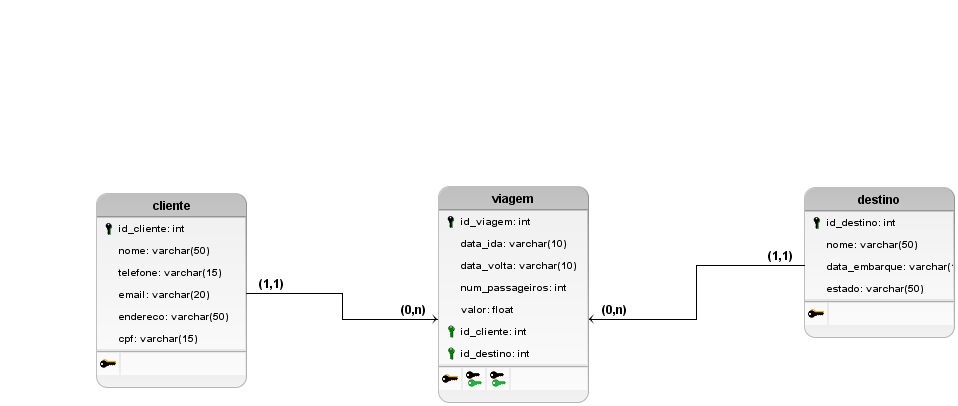 cliente
id_cliente: int
nome: varchar(50)
telefone: varchar(15)
email: varchar(20)
endereco: varchar(50)
cpf: varchar(15)
(1,1)
(0,n)
viagem
id_viagem: int
data_ida: varchar(10)
data_volta: varchar(10)
num_passageiros: int
valor: float
id_cliente: int
id_destino: int
(0,n)
(1,1)
destino
id_destino: int
nome: varchar(50)
data_embarque: varchar(
estado: varchar(50)